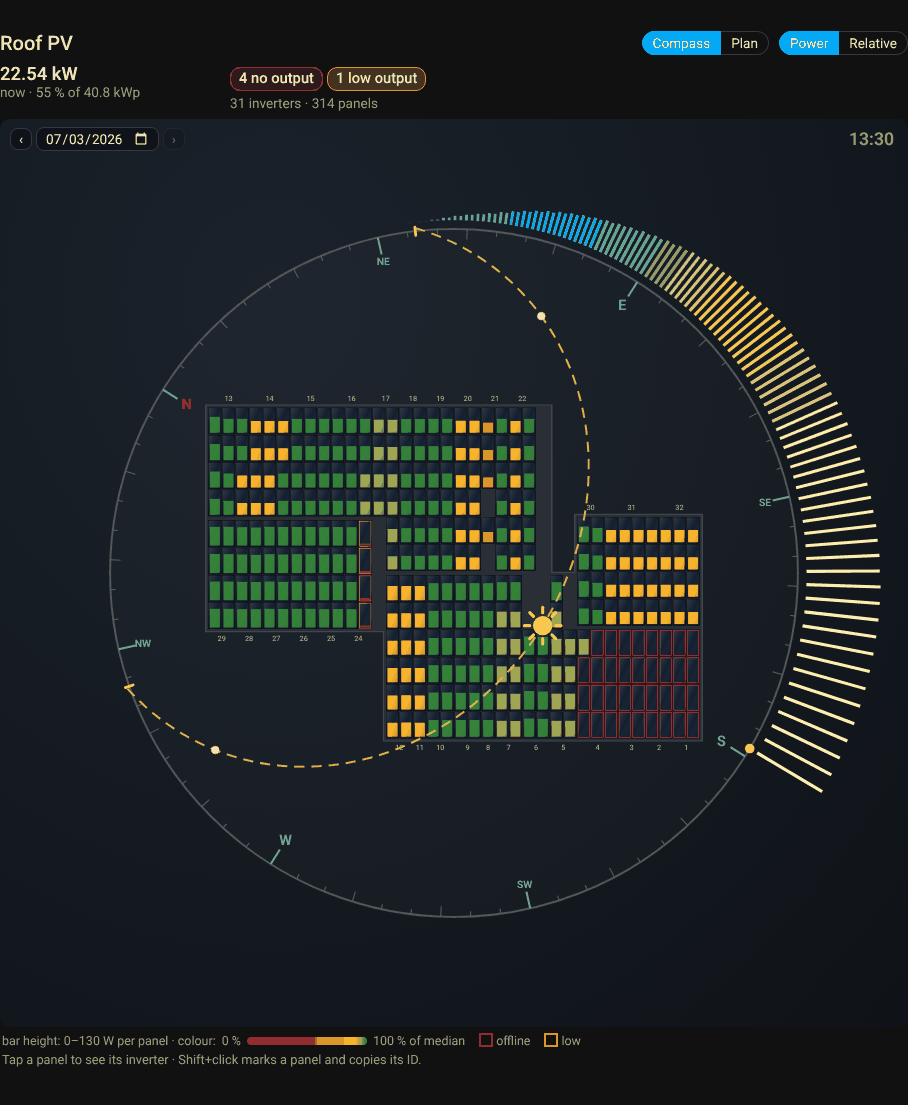 Roof PV
Compass Plan Power Relative
22.54 kW
now · 55 % of 40.8 kWp
4 no output 1 low output
31 inverters · 314 panels
‹ 07/03/2026 ›
13:30
NE
E
N
13 14 15 16 17 18 19 20 21 22
SE
30 31 32
29 28 27 26 25 24
NW
S
12 11 10 9 8 7 6 5 4 3 2 1
W
SW
bar height: 0–130 W per panel · colour: 0 % 100 % of median offline low
Tap a panel to see its inverter · Shift+click marks a panel and copies its ID.